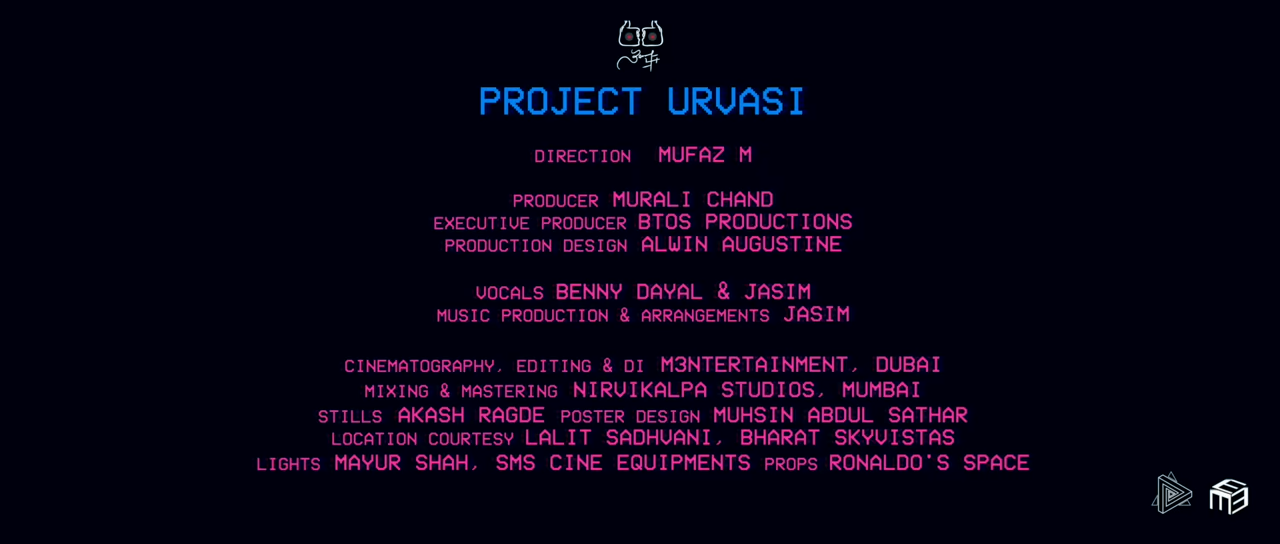 PROJECT URVASI
DIRECTION MUFAZ M
PRODUCER MURALI CHAND
EXECUTIVE PRODUCER BTOS PRODUCTIONS
PRODUCTION DESIGN ALWIN AUGUSTINE
VOCALS BENNY DAYAL & JASIM
MUSIC PRODUCTION & ARRANGEMENTS JASIM
CINEMATOGRAPHY, EDITING & DI M3NTERTAINMENT, DUBAI
MIXING & MASTERING NIRVIKALPA STUDIOS, MUMBAI
STILLS AKASH RAGDE POSTER DESIGN MUHSIN ABDUL SATHAR
LOCATION COURTESY LALIT SADHVANI, BHARAT SKYVISTAS
LIGHTS MAYUR SHAH, SMS CINE EQUIPMENTS PROPS RONALDO'S SPACE